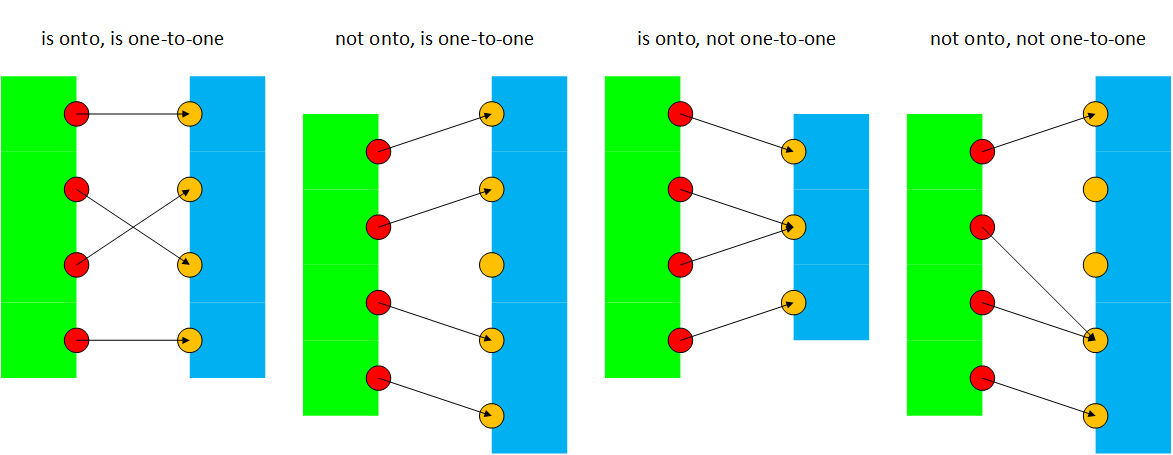 is onto, is one-to-one
not onto, is one-to-one
is onto, not one-to-one
not onto, not one-to-one